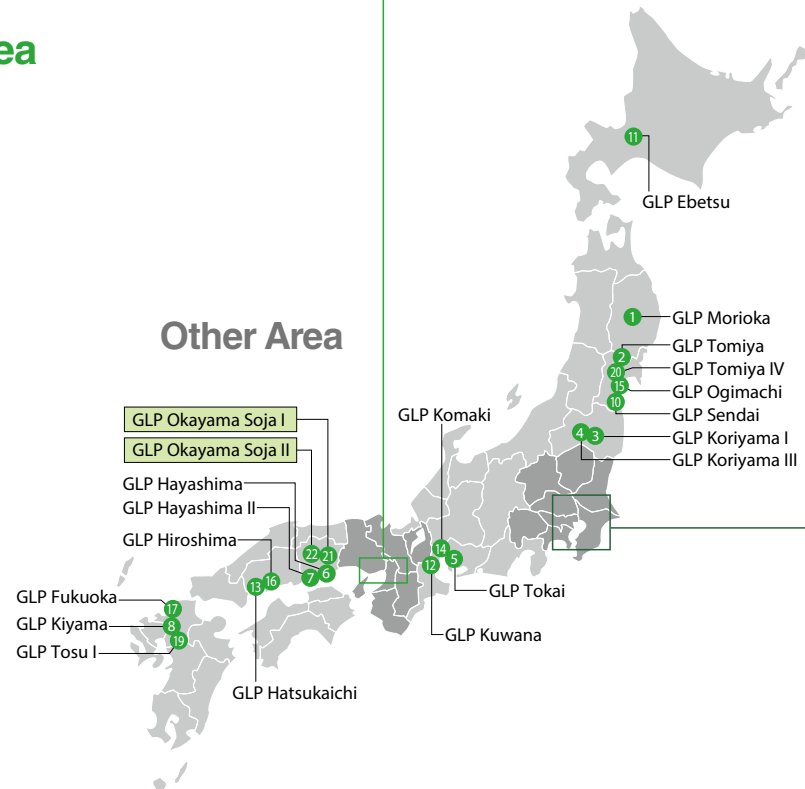 ea
11
GLP Ebetsu
Other Area
1
GLP Morioka
2
GLP Tomiya
20
GLP Tomiya IV
15
GLP Ogimachi
10
GLP Sendai
4
3
GLP Koriyama I
GLP Koriyama III
GLP Okayama Soja I
GLP Okayama Soja II
GLP Hayashima
GLP Hayashima II
GLP Hiroshima
GLP Komaki
22
21
7
6
13
16
14
5
12
GLP Tokai
GLP Kuwana
GLP Fukuoka
17
GLP Kiyama
8
GLP Tosu I
19
GLP Hatsukaichi